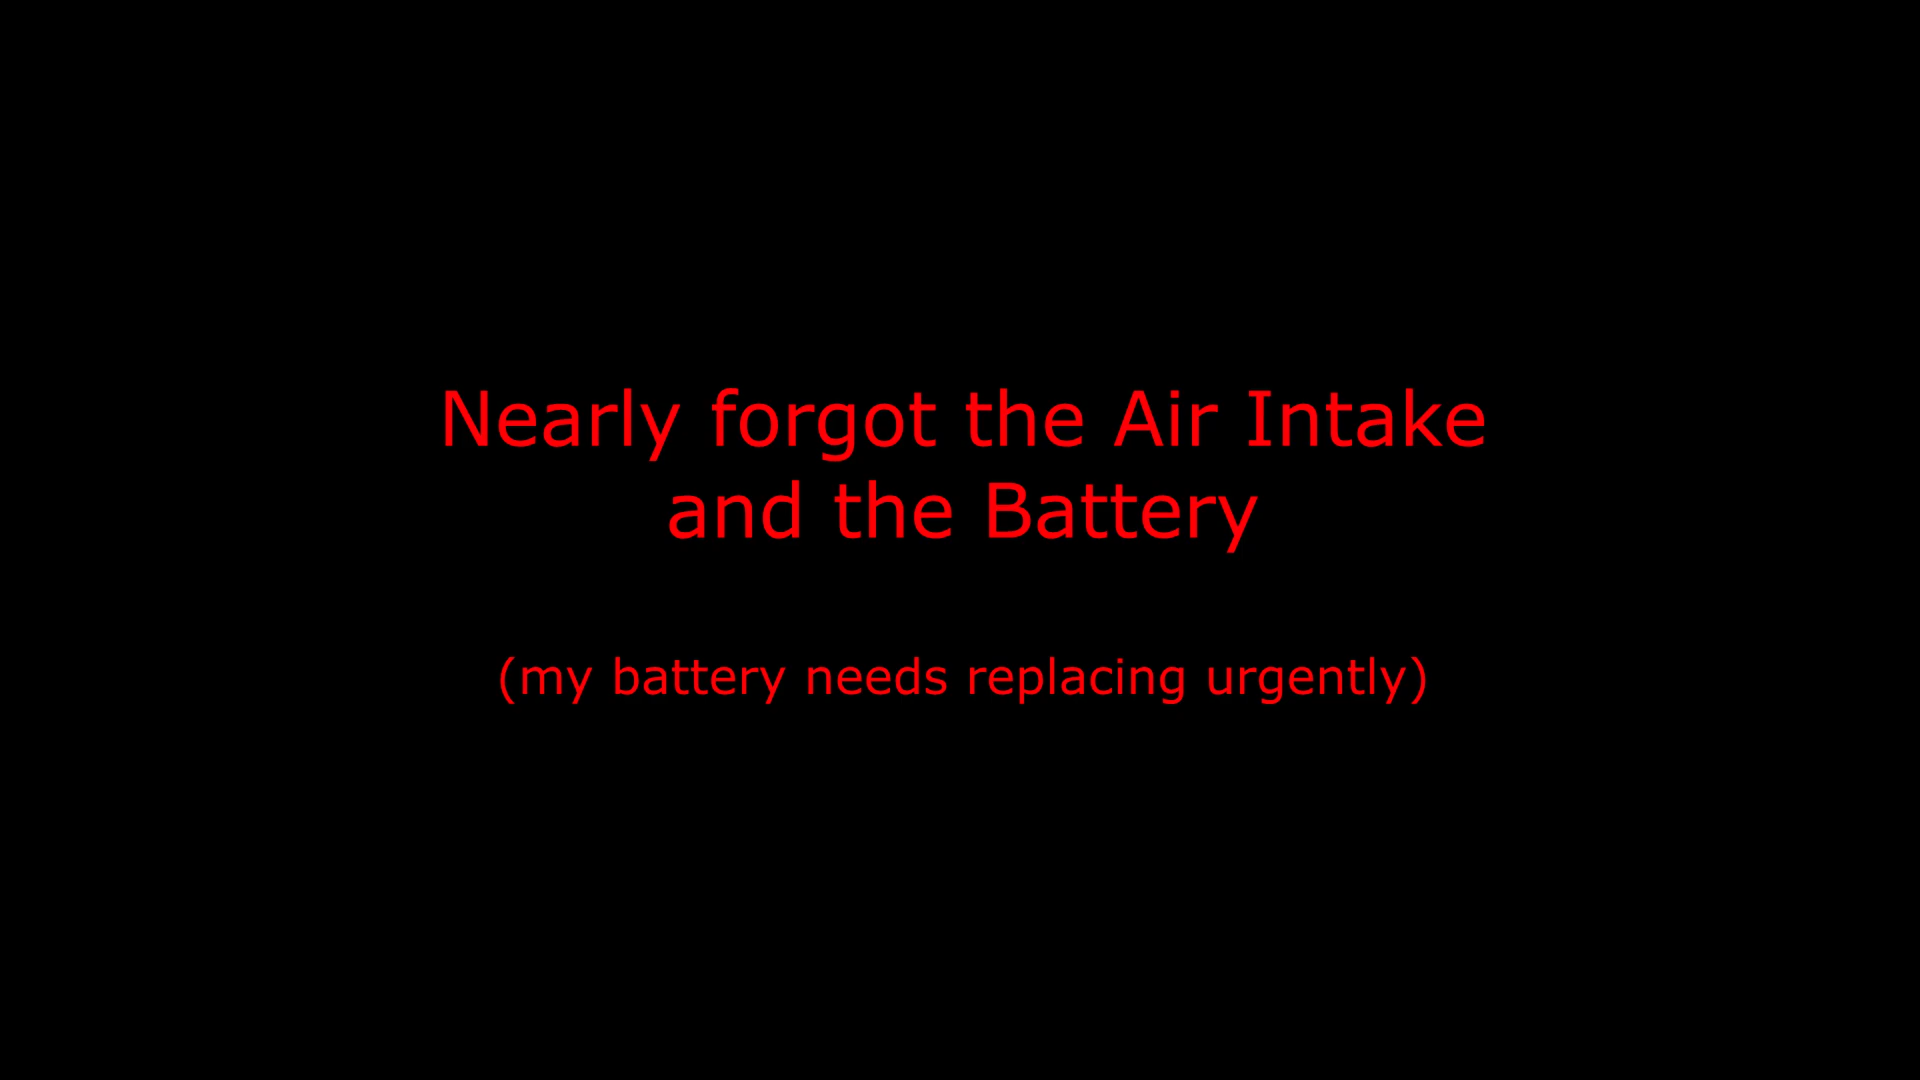 Nearly forgot the Air Intake
and the Battery
(my battery needs replacing urgently)